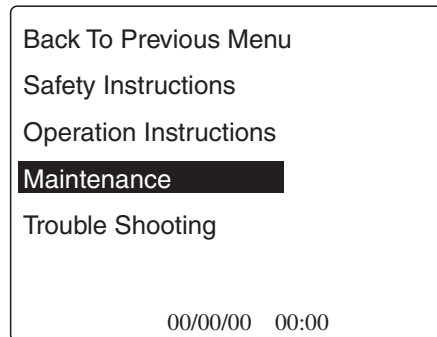 Back To Previous Menu
Safety Instructions
Operation Instructions
Maintenance
Trouble Shooting
00/00/00 00:00